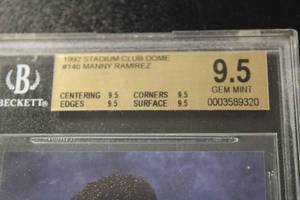 1992 STADIUM CLUB DOME
#146 MANNY RAMIREZ
CENTERING 9.5 CORNERS 9.5
EDGES 9.5 SURFACE 9.5
9.5
GEM MINT
0003589320
B
BECKETT